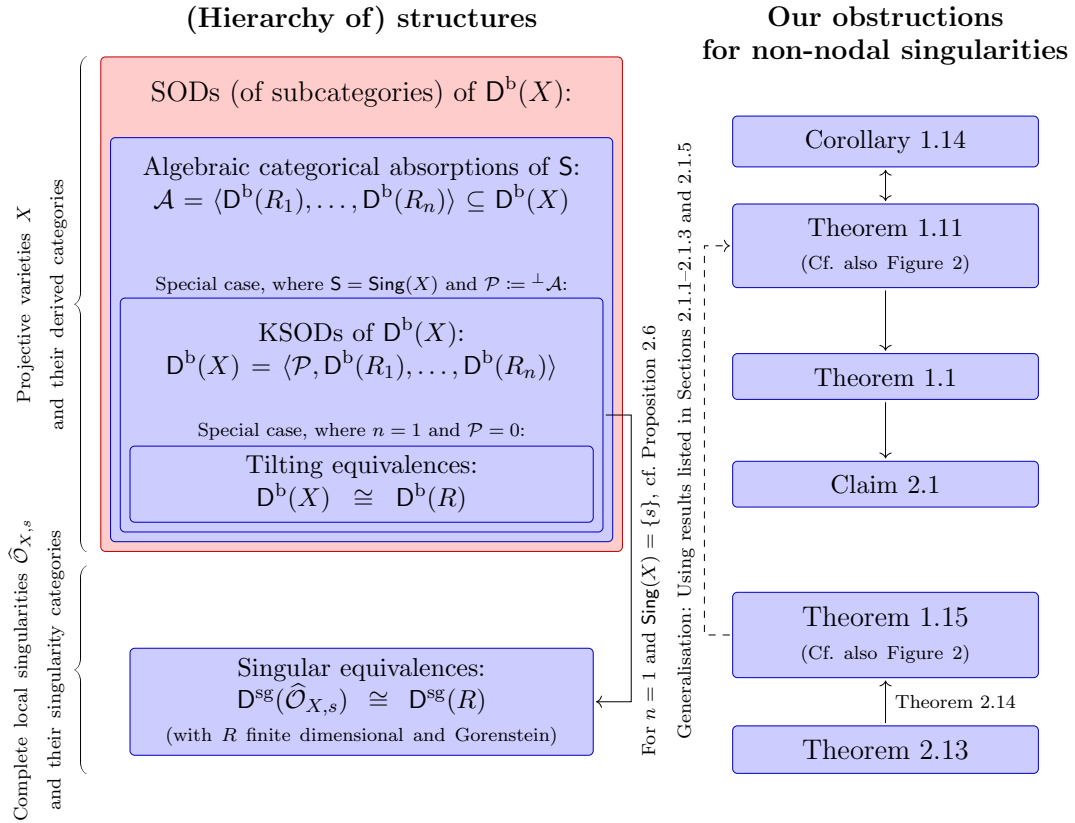 (Hierarchy of) structures
SODs (of subcategories) of D^b(X):
Algebraic categorical absorptions of S:
𝒜 = ⟨D^b(R_1), . . . , D^b(R_n)⟩ ⊆ D^b(X)
Special case, where S = Sing(X) and 𝒫 ≔ ^⊥𝒜:
KSODs of D^b(X):
D^b(X) = ⟨𝒫, D^b(R_1), . . . , D^b(R_n)⟩
Special case, where n = 1 and 𝒫 = 0:
Tilting equivalences:
D^b(X) ≅ D^b(R)
Singular equivalences:
D^sg(𝒪̂_{X,s}) ≅ D^sg(R)
(with R finite dimensional and Gorenstein)
Projective varieties X
and their derived categories
Complete local singularities 𝒪̂_{X,s}
and their singularity categories
For n = 1 and Sing(X) = {s}, cf. Proposition 2.6
Generalisation: Using results listed in Sections 2.1.1–2.1.3 and 2.1.5
Our obstructions
for non-nodal singularities
Corollary 1.14
Theorem 1.11
(Cf. also Figure 2)
Theorem 1.1
Claim 2.1
Theorem 1.15
(Cf. also Figure 2)
Theorem 2.14
Theorem 2.13